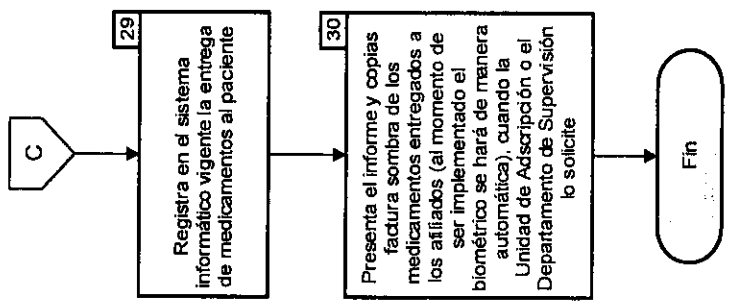 C
29
Registra en el sistema
informático vigente la entrega
de medicamentos al paciente
30
Presenta el informe y copias
factura sombra de los
medicamentos entregados a
los afiliados (al momento de
ser implementado el
biométrico se hará de manera
automática), cuando la
Unidad de Adscripción o el
Departamento de Supervisión
lo solicite
Fin